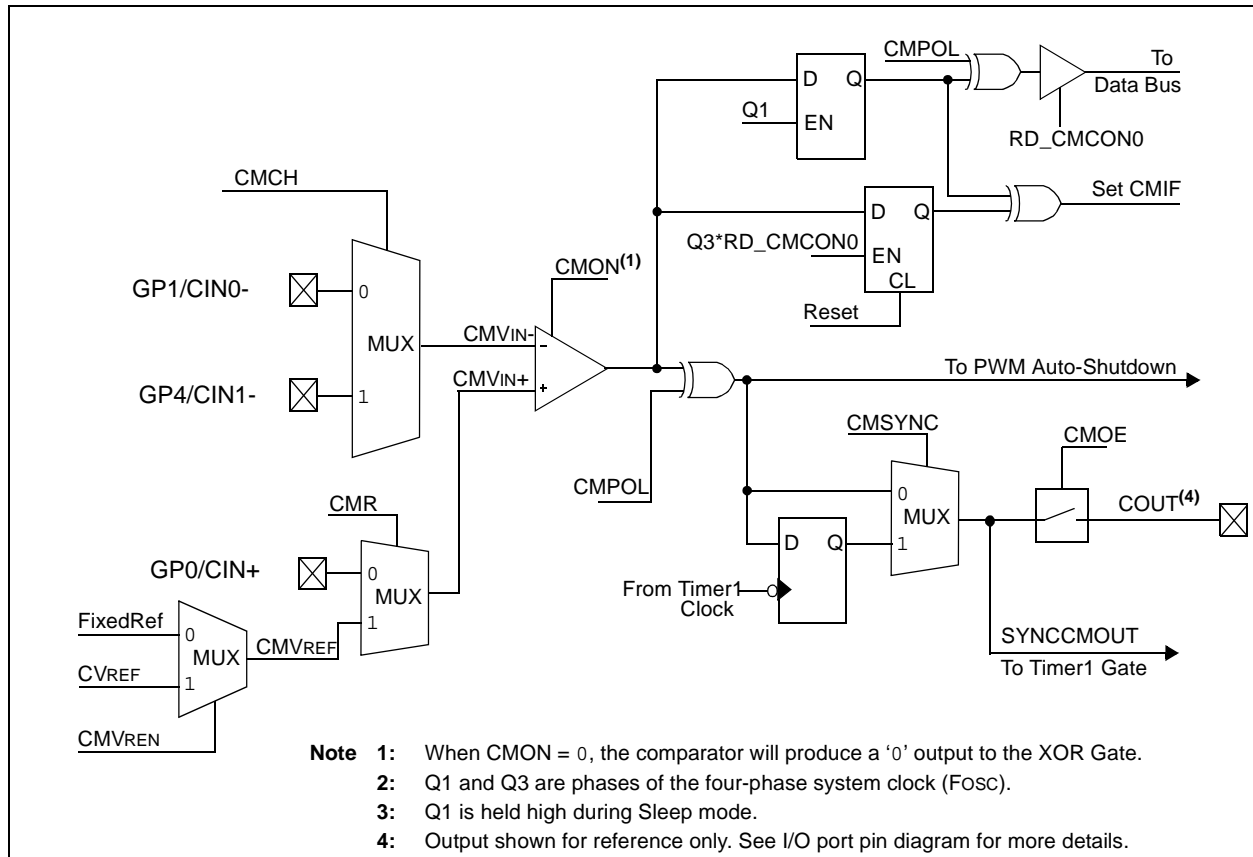 CMPOL
To
Data Bus
D
Q
Q1
EN
RD_CMCON0
CMCH
Set CMIF
D
Q
Q3*RD_CMCON0
EN
CL
CMON(1)
GP1/CIN0-
0
Reset
MUX
CMVIN-
-
CMVIN+
+
To PWM Auto-Shutdown
GP4/CIN1-
1
CMSYNC
CMOE
CMPOL
CMR
0
MUX
COUT(4)
D
Q
1
GP0/CIN+
0
MUX
From Timer1
Clock
FixedRef
0
1
CMVREF
MUX
SYNCCMOUT
CVREF
1
To Timer1 Gate
CMVREN
Note 1: When CMON = 0, the comparator will produce a ‘0’ output to the XOR Gate.
2: Q1 and Q3 are phases of the four-phase system clock (FOSC).
3: Q1 is held high during Sleep mode.
4: Output shown for reference only. See I/O port pin diagram for more details.